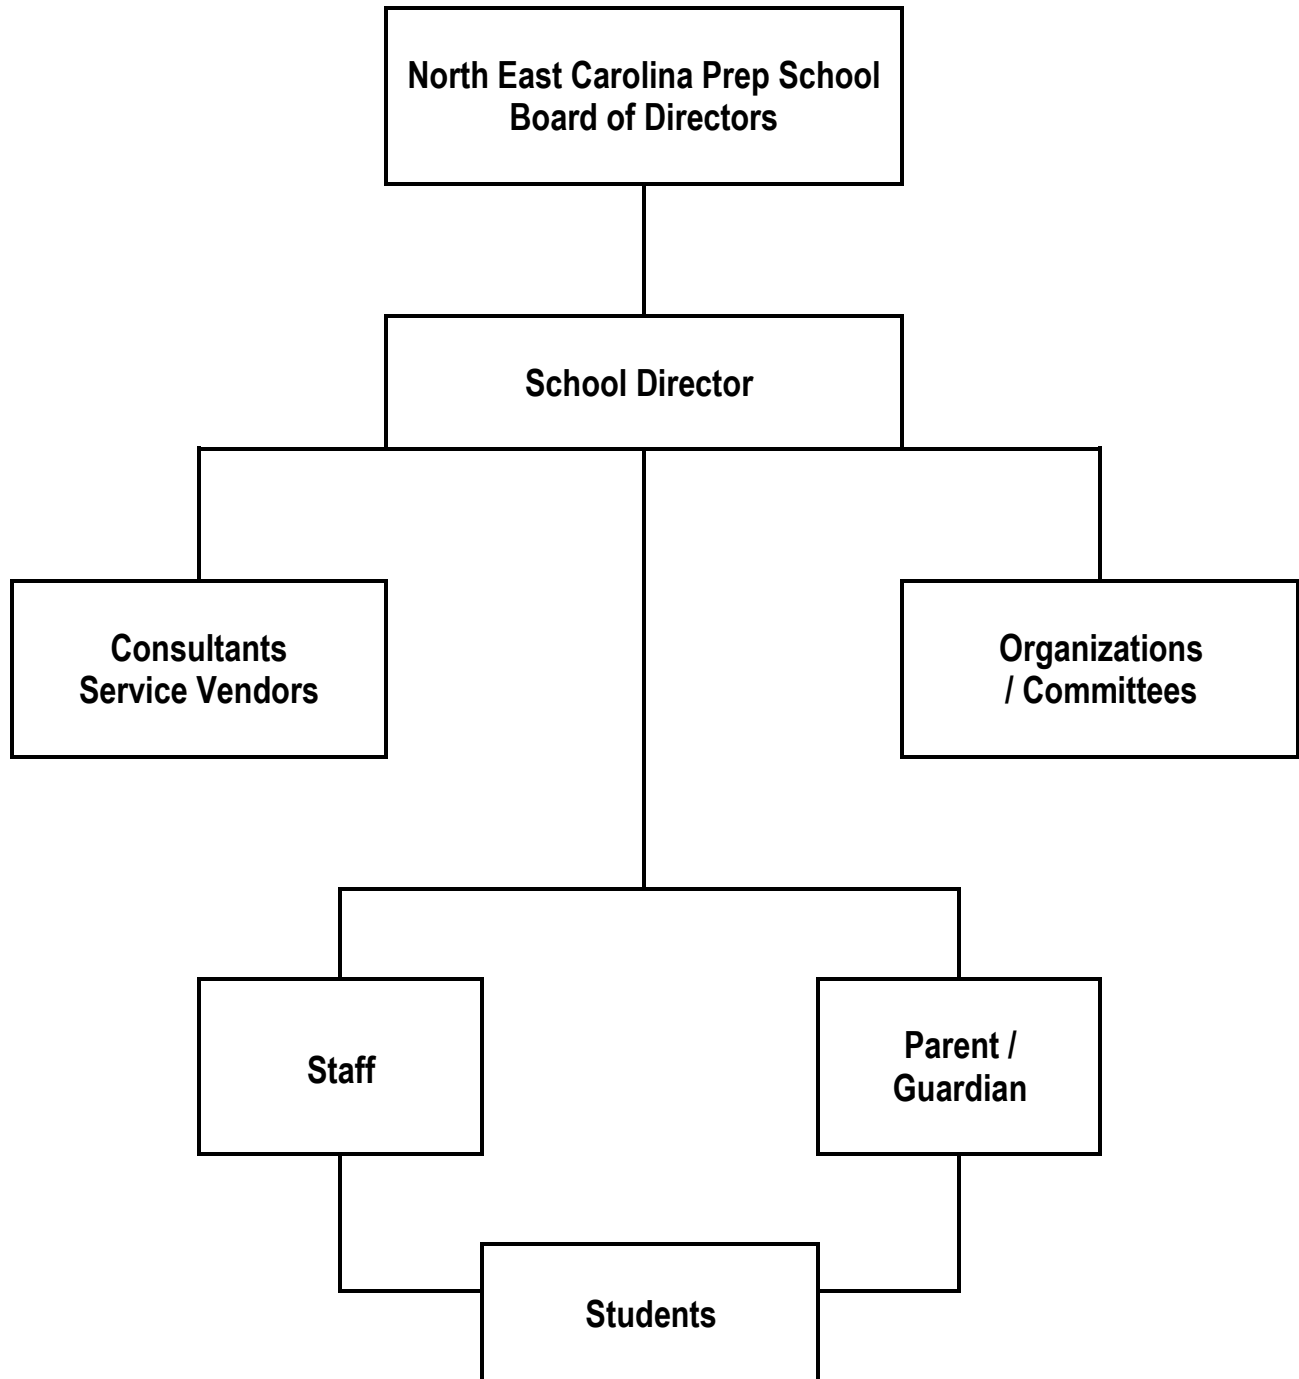 North East Carolina Prep School
Board of Directors
School Director
Consultants
Service Vendors
Organizations
/ Committees
Staff
Parent /
Guardian
Students